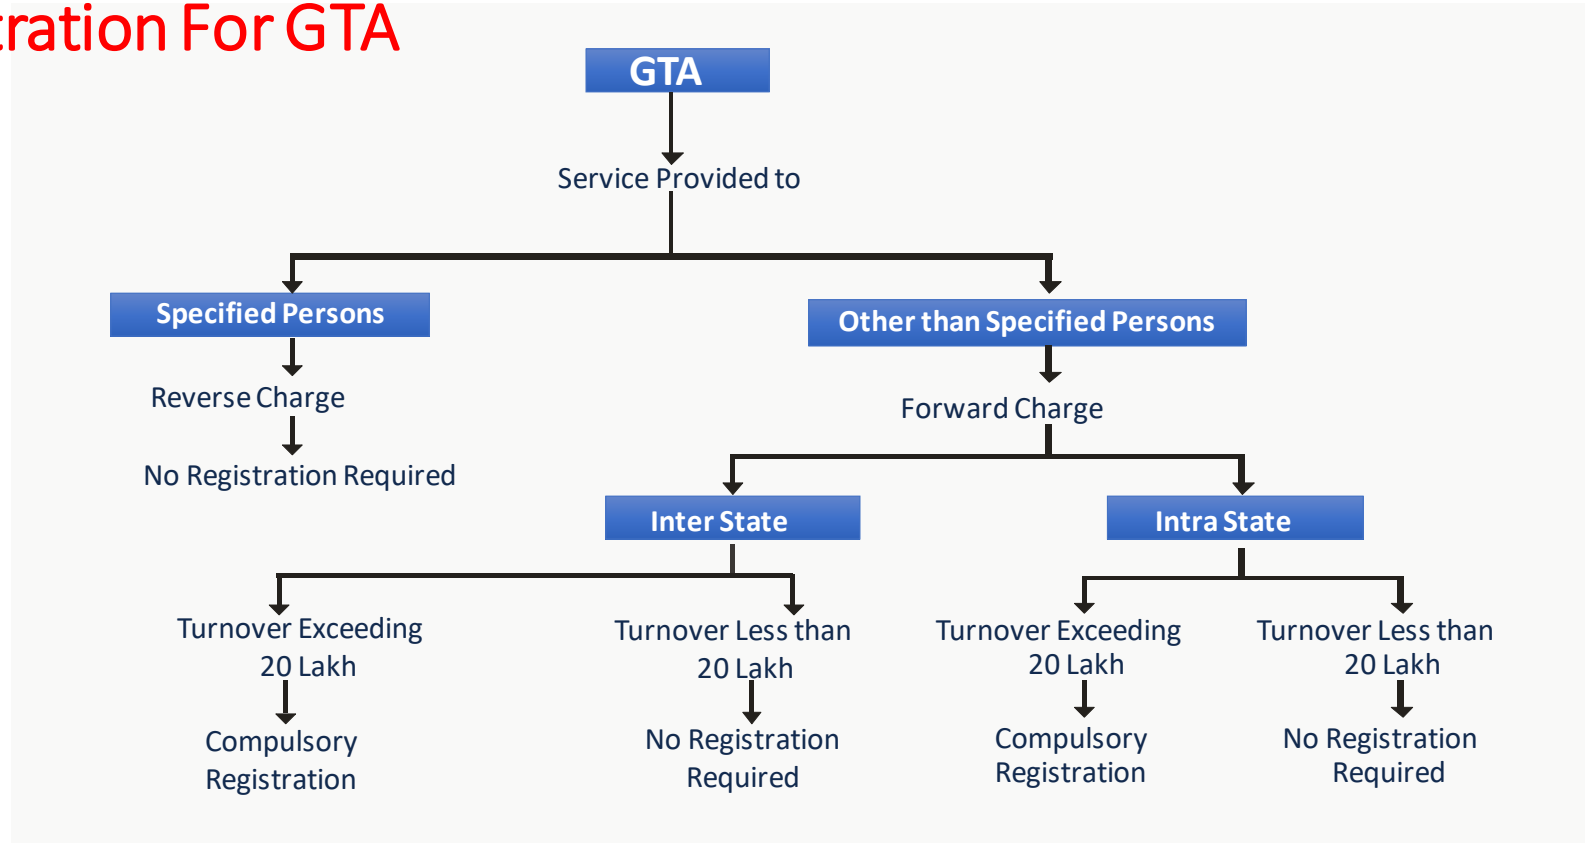 tration For GTA
GTA
Service Provided to
Specified Persons
Other than Specified Persons
Reverse Charge
Forward Charge
No Registration Required
Inter State
Intra State
Turnover Exceeding
20 Lakh
Turnover Less than
20 Lakh
Turnover Exceeding
20 Lakh
Turnover Less than
20 Lakh
Compulsory
Registration
No Registration
Required
Compulsory
Registration
No Registration
Required